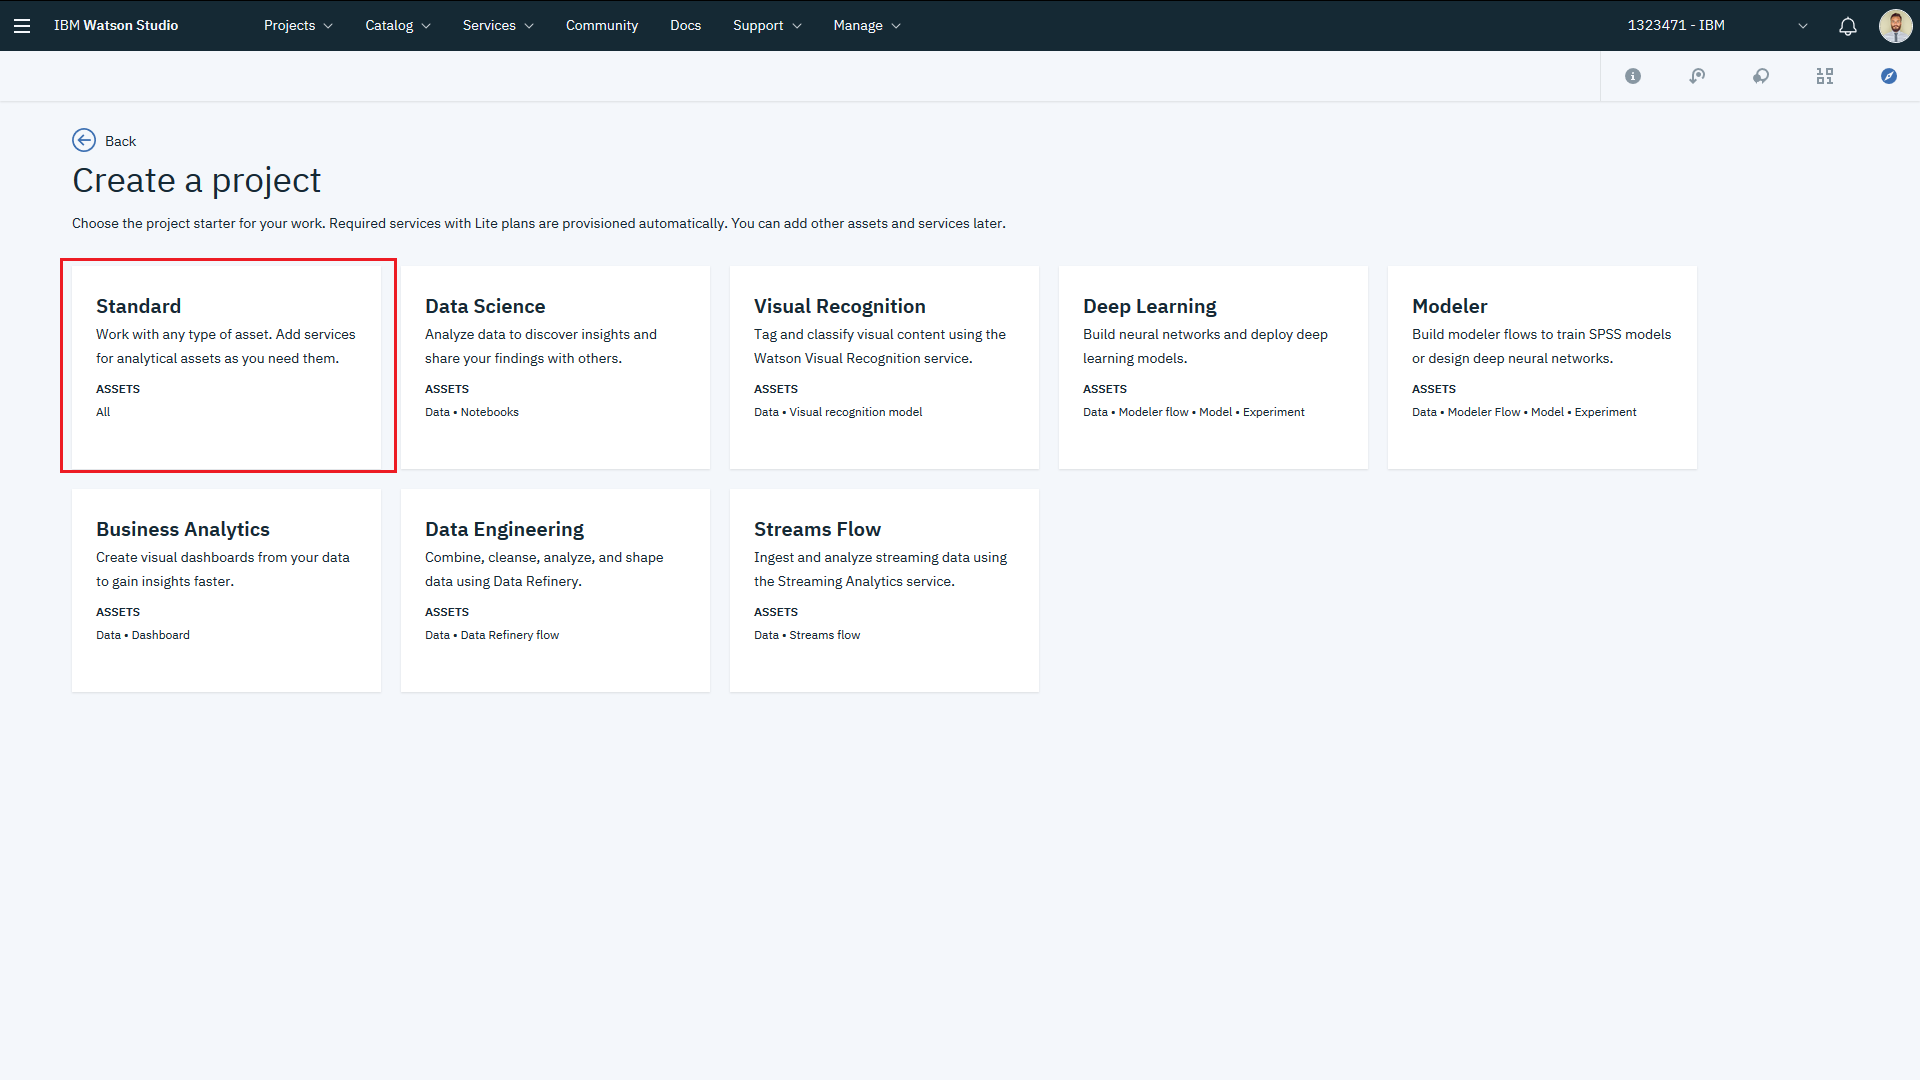 IBM Watson Studio Projects Catalog Services Community Docs Support Manage 1323471 - IBM
Back
Create a project
Choose the project starter for your work. Required services with Lite plans are provisioned automatically. You can add other assets and services later.
Standard
Work with any type of asset. Add services
for analytical assets as you need them.
ASSETS
All
Data Science
Analyze data to discover insights and
share your findings with others.
ASSETS
Data • Notebooks
Visual Recognition
Tag and classify visual content using the
Watson Visual Recognition service.
ASSETS
Data • Visual recognition model
Deep Learning
Build neural networks and deploy deep
learning models.
ASSETS
Data • Modeler flow • Model • Experiment
Modeler
Build modeler flows to train SPSS models
or design deep neural networks.
ASSETS
Data • Modeler Flow • Model • Experiment
Business Analytics
Create visual dashboards from your data
to gain insights faster.
ASSETS
Data • Dashboard
Data Engineering
Combine, cleanse, analyze, and shape
data using Data Refinery.
ASSETS
Data • Data Refinery flow
Streams Flow
Ingest and analyze streaming data using
the Streaming Analytics service.
ASSETS
Data • Streams flow